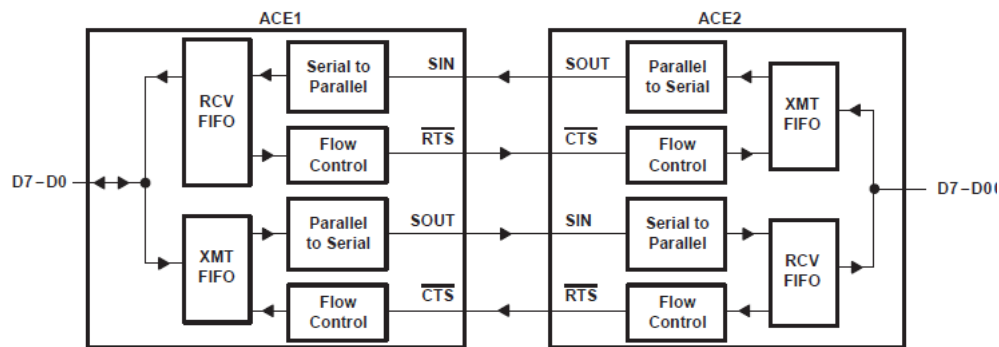 ACE1
ACE2
Serial to
Parallel
SIN
SOUT
Parallel
to Serial
RCV
FIFO
XMT
FIFO
Flow
Control
RTS
CTS
Flow
Control
D7–D0
D7–D00
Parallel
to Serial
SOUT
SIN
Serial to
Parallel
XMT
FIFO
RCV
FIFO
Flow
Control
CTS
RTS
Flow
Control